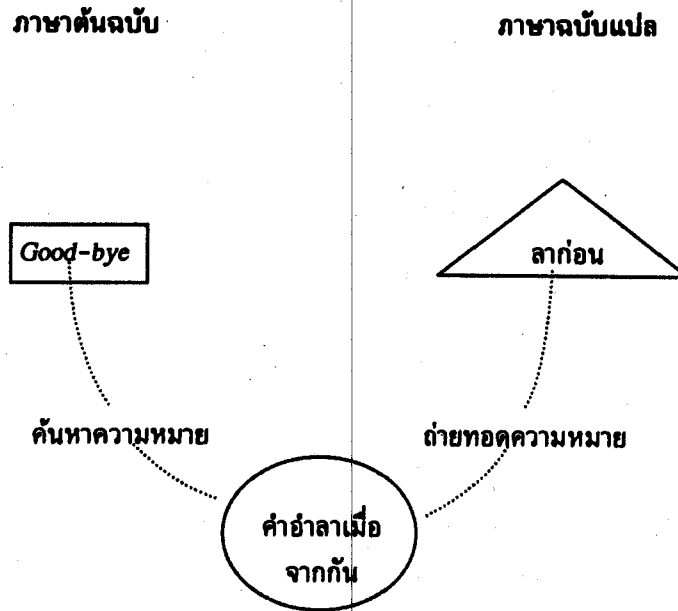 ภาษาต้นฉบับ
ภาษาฉบับแปล
Good-bye
ลาก่อน
ค้นหาความหมาย
ถ่ายทอดความหมาย
คำอำลาเมื่อ
จากกัน